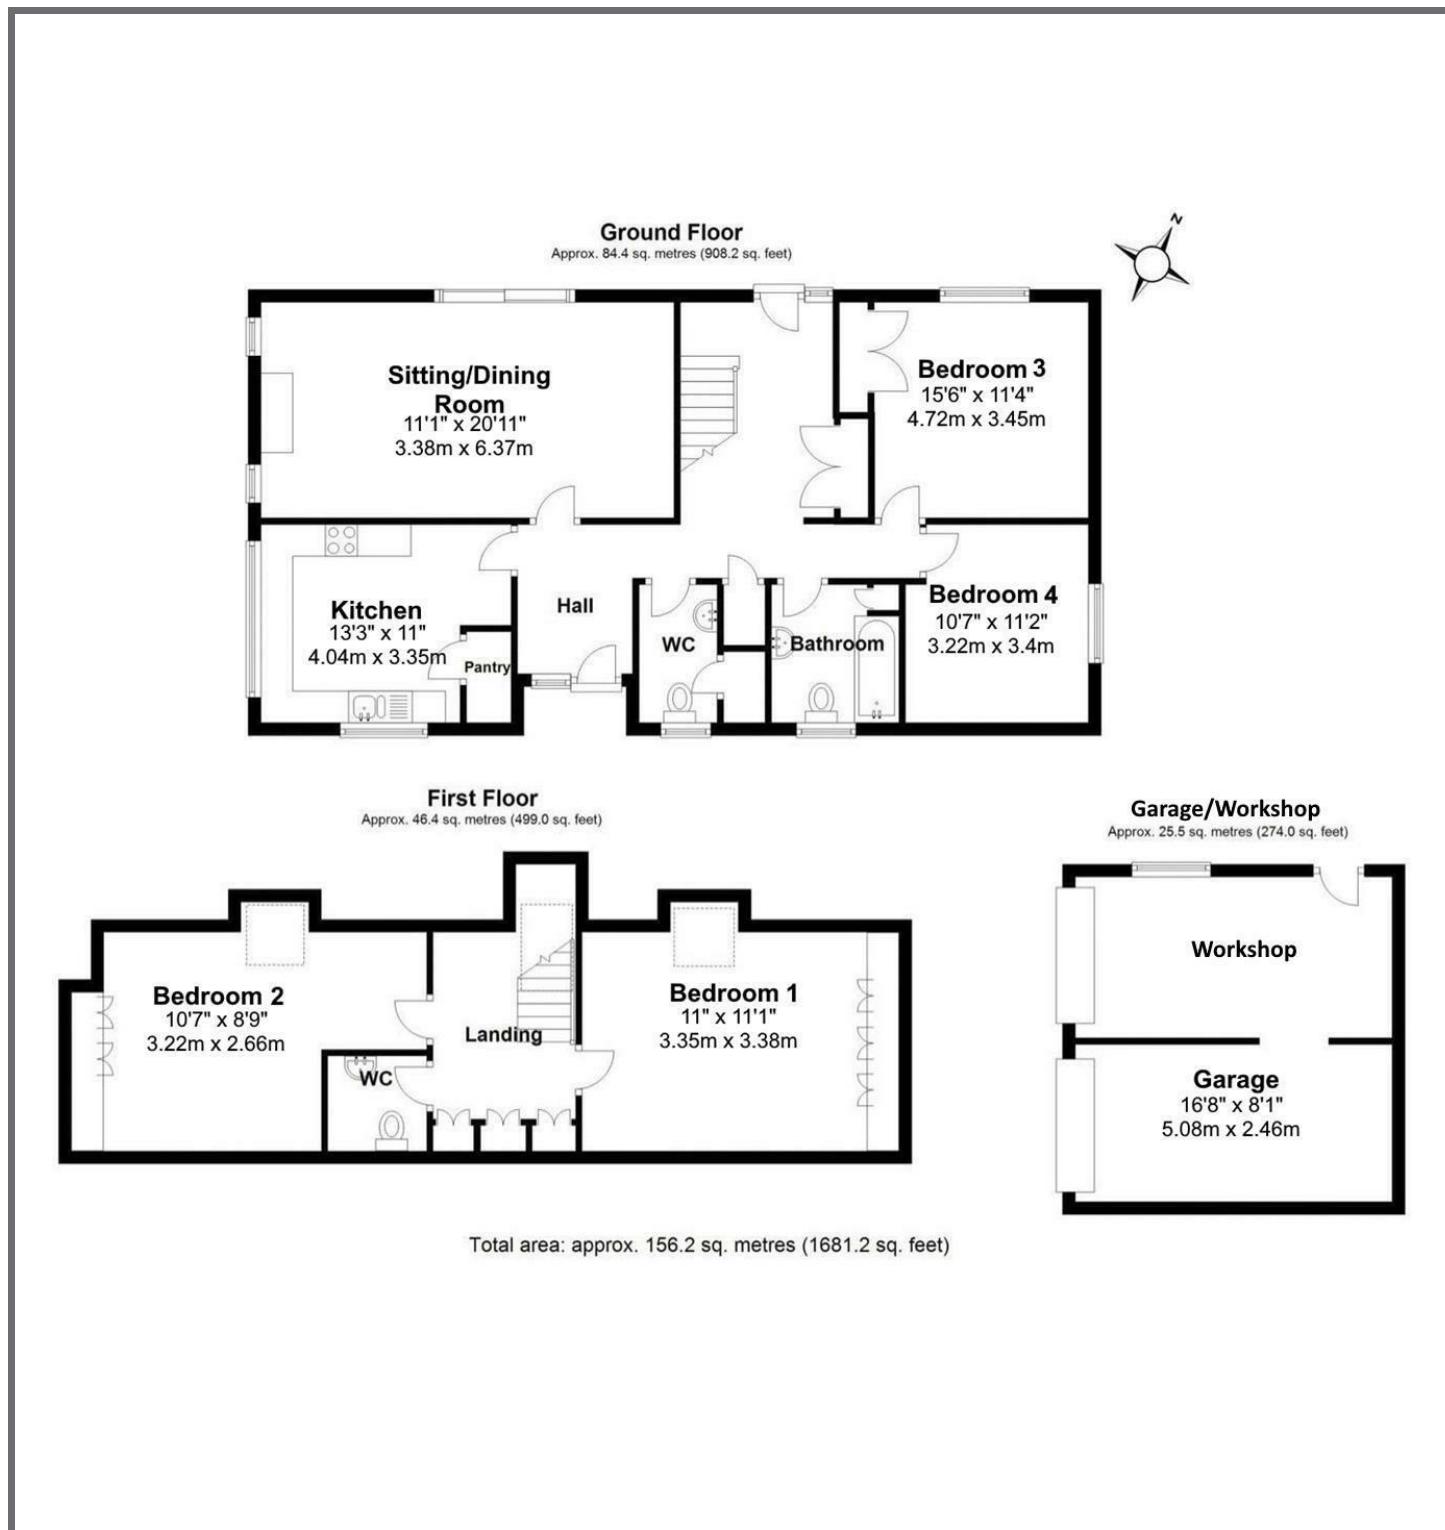 Ground Floor
Approx. 84.4 sq. metres (908.2 sq. feet)
N
Sitting/Dining
Room
11'1" x 20'11"
3.38m x 6.37m
Bedroom 3
15'6" x 11'4"
4.72m x 3.45m
Kitchen
13'3" x 11"
4.04m x 3.35m
Pantry
Hall
WC
Bathroom
Bedroom 4
10'7" x 11'2"
3.22m x 3.4m
First Floor
Approx. 46.4 sq. metres (499.0 sq. feet)
Bedroom 2
10'7" x 8'9"
3.22m x 2.66m
WC
Landing
Bedroom 1
11" x 11'1"
3.35m x 3.38m
Garage/Workshop
Approx. 25.5 sq. metres (274.0 sq. feet)
Workshop
Garage
16'8" x 8'1"
5.08m x 2.46m
Total area: approx. 156.2 sq. metres (1681.2 sq. feet)